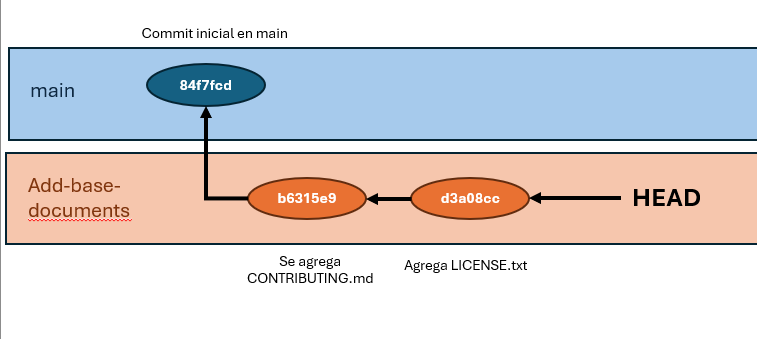 Commit inicial en main
main
84f7fcd
Add-base-
documents
b6315e9
d3a08cc
HEAD
Se agrega
CONTRIBUTING.md
Agrega LICENSE.txt